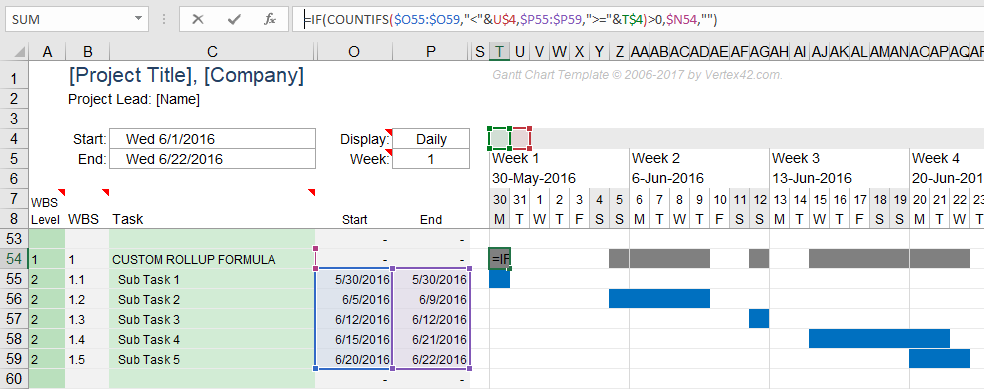 SUM =IF(COUNTIFS($O55:$O59,"<"&U$4,$P55:$P59,">="&T$4)>0,$N54,"")
A B C O P S T U V W X Y Z AA AB AC AD AE AF AG AH AI AJ AK AL AM AN AO AP AQ
1 [Project Title], [Company] Gantt Chart Template © 2006-2017 by Vertex42.com.
2 Project Lead: [Name]
3
4 Start: Wed 6/1/2016 Display: Daily
5 End: Wed 6/22/2016 Week: 1 Week 1 Week 2 Week 3 Week 4
6 30-May-2016 6-Jun-2016 13-Jun-2016 20-Jun-2016
7 WBS 30 31 1 2 3 4 5 6 7 8 9 10 11 12 13 14 15 16 17 18 19 20 21 22 23
8 Level WBS Task Start End M T W T F S S M T W T F S S M T W T F S S M T W T
53 - -
54 1 1 CUSTOM ROLLUP FORMULA - - =IF
55 2 1.1 Sub Task 1 5/30/2016 5/30/2016
56 2 1.2 Sub Task 2 6/5/2016 6/9/2016
57 2 1.3 Sub Task 3 6/12/2016 6/12/2016
58 2 1.4 Sub Task 4 6/15/2016 6/21/2016
59 2 1.5 Sub Task 5 6/20/2016 6/22/2016
60 - -